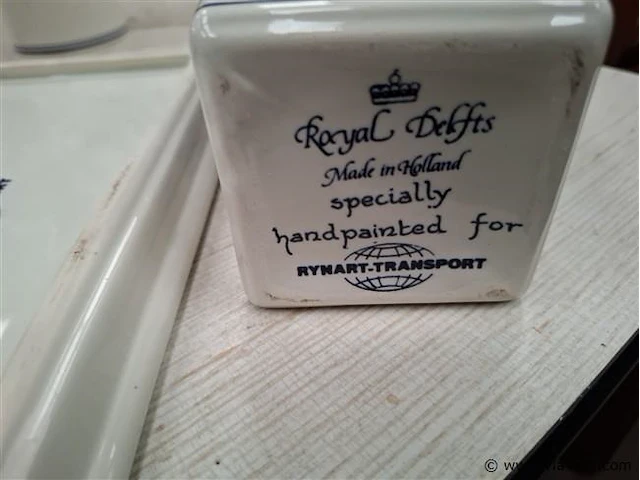 Royal Delfts
Made in Holland
specially
handpainted for
RYNART-TRANSPORT
©